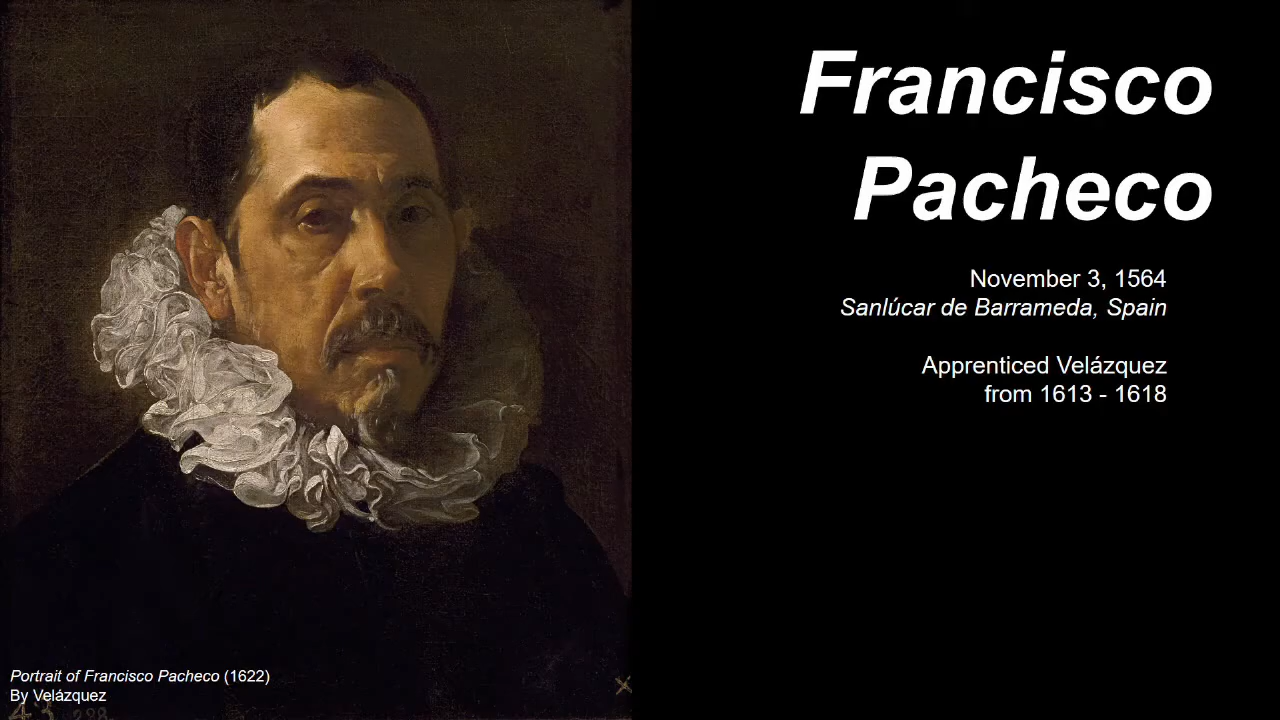 Francisco
Pacheco
November 3, 1564
Sanlúcar de Barrameda, Spain
Apprenticed Velázquez
from 1613 - 1618
Portrait of Francisco Pacheco (1622)
By Velázquez
43